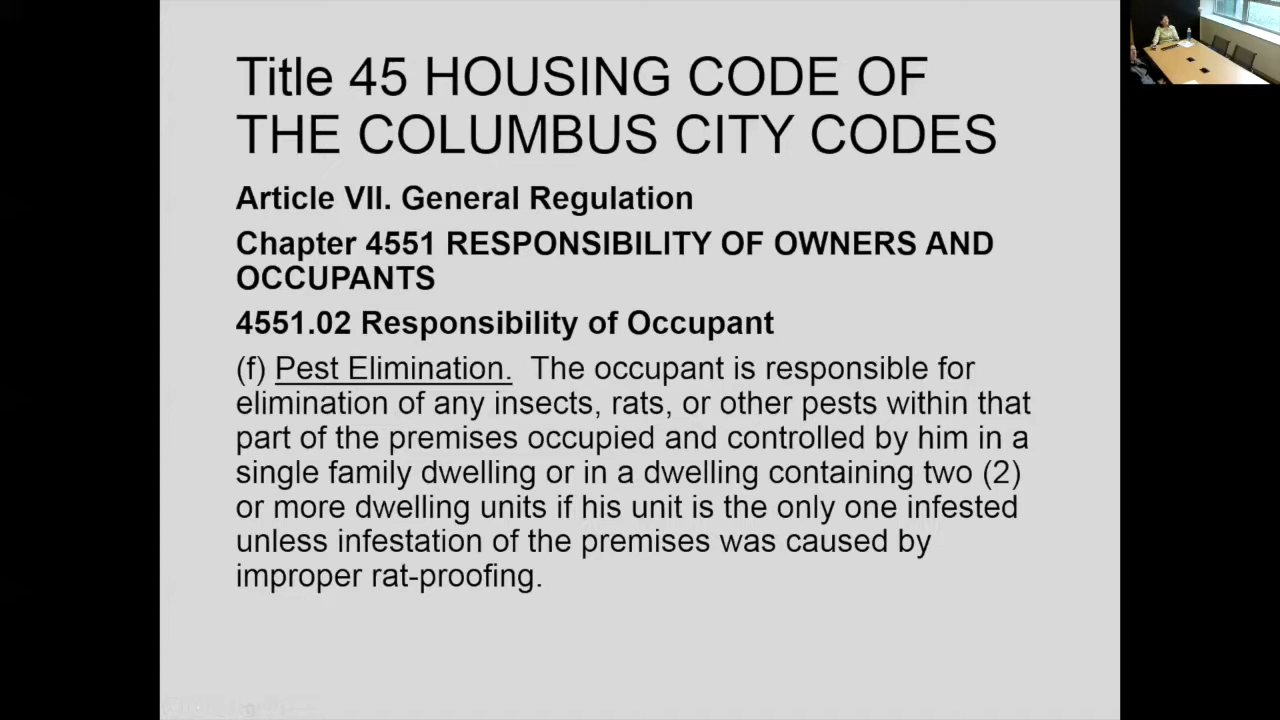 Title 45 HOUSING CODE OF
THE COLUMBUS CITY CODES
Article VII. General Regulation
Chapter 4551 RESPONSIBILITY OF OWNERS AND
OCCUPANTS
4551.02 Responsibility of Occupant
(f) Pest Elimination.  The occupant is responsible for
elimination of any insects, rats, or other pests within that
part of the premises occupied and controlled by him in a
single family dwelling or in a dwelling containing two (2)
or more dwelling units if his unit is the only one infested
unless infestation of the premises was caused by
improper rat-proofing.